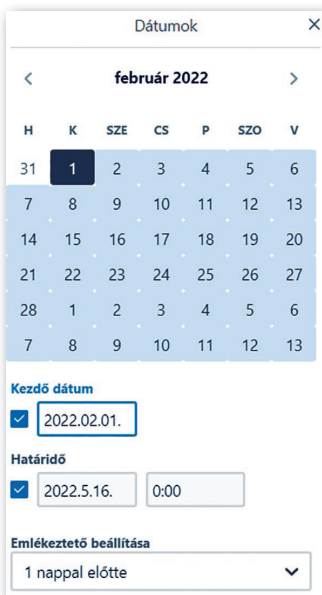 Dátumok
február 2022
H K SZE CS P SZO V
31 1 2 3 4 5 6
7 8 9 10 11 12 13
14 15 16 17 18 19 20
21 22 23 24 25 26 27
28 1 2 3 4 5 6
7 8 9 10 11 12 13
Kezdő dátum
2022.02.01.
Határidő
2022.5.16. 0:00
Emlékeztető beállítása
1 nappal előtte